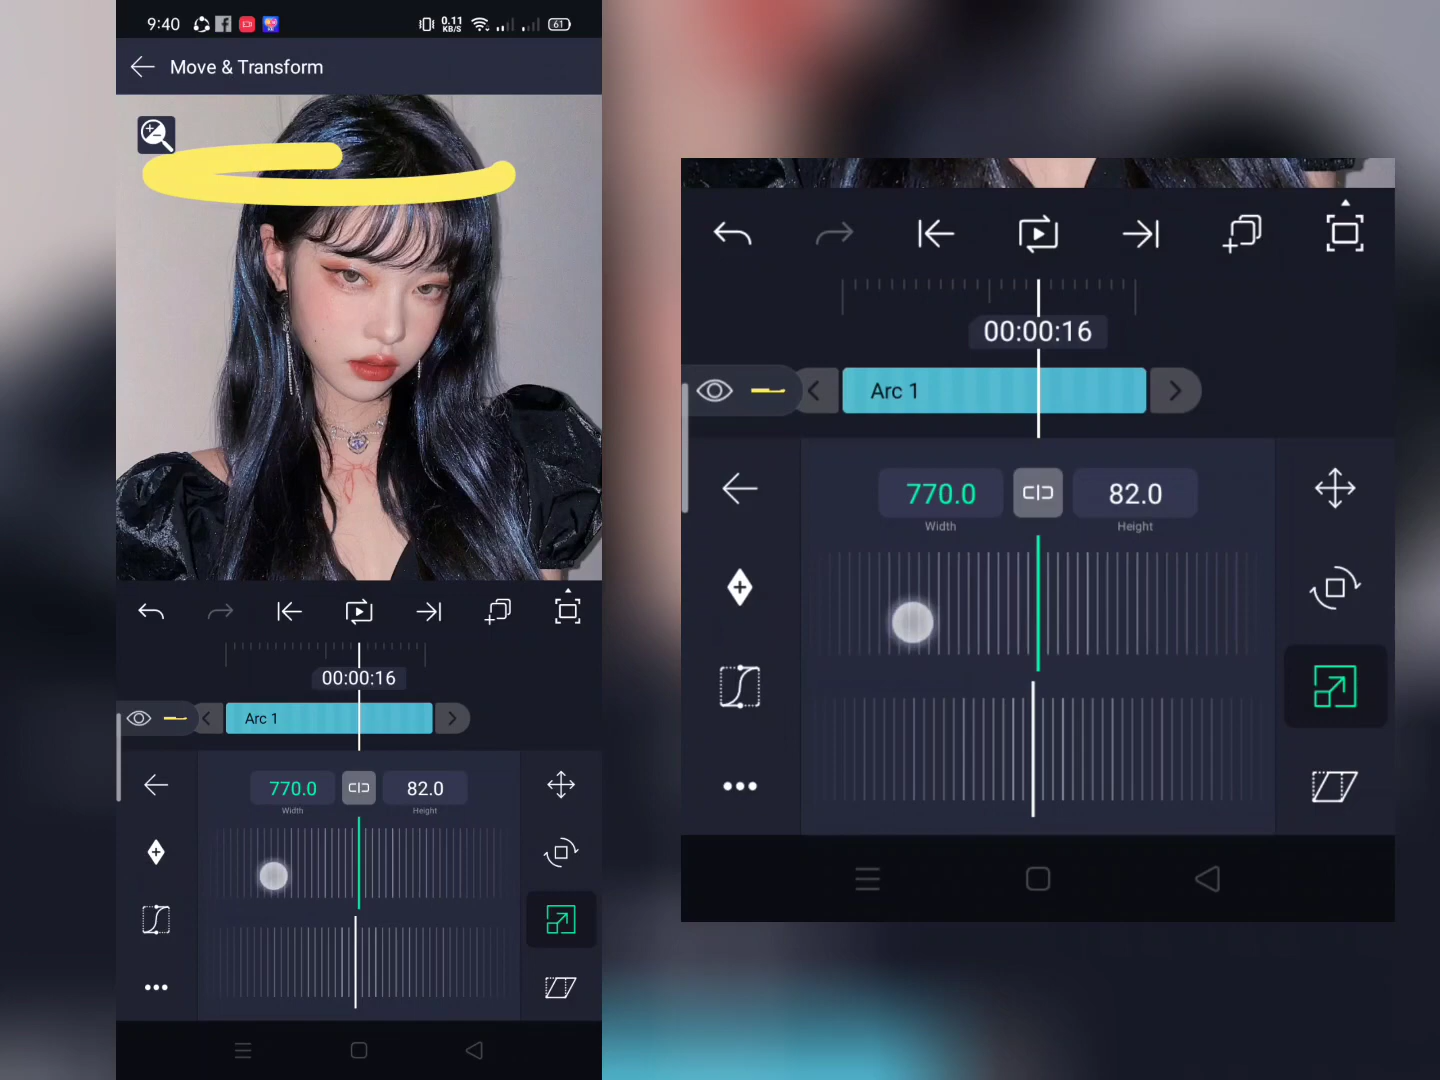 9:40
0.11
KB/S
61
Move & Transform
00:00:16
Arc 1
770.0
82.0
Width
Height
00:00:16
Arc 1
770.0
82.0
Width
Height